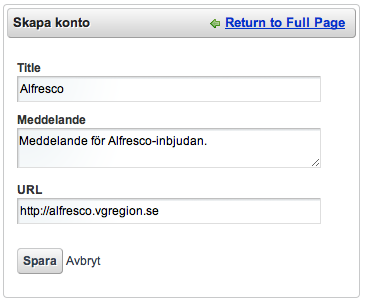 Skapa konto Return to Full Page
Title
Alfresco
Meddelande
Meddelande för Alfresco-inbjudan.
URL
http://alfresco.vgregion.se
Spara Avbryt